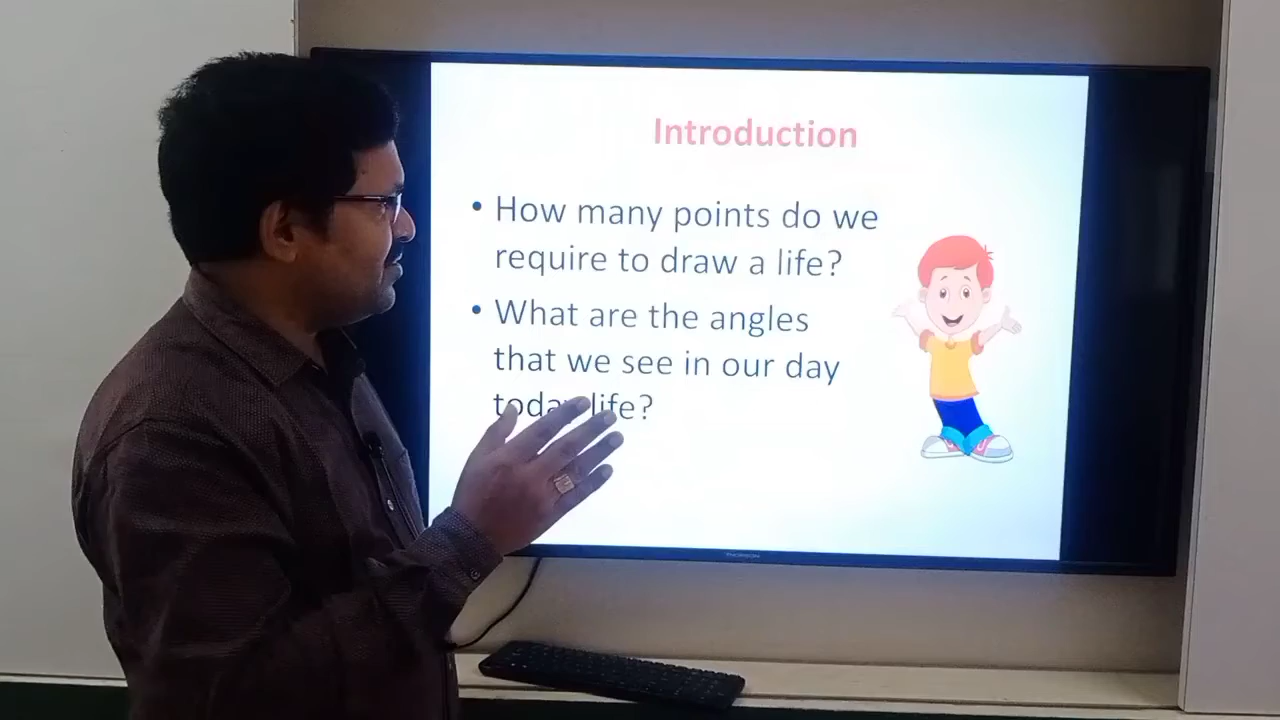 Introduction
• How many points do we
require to draw a life?
• What are the angles
that we see in our day
today life?